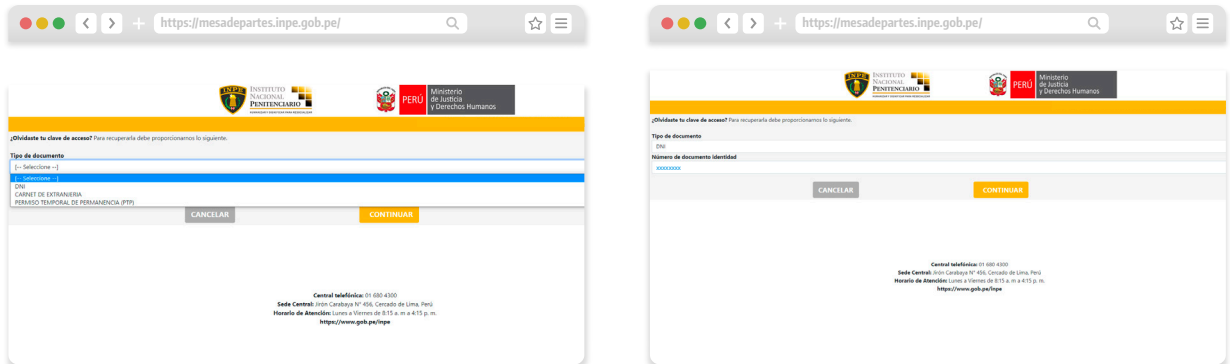 https://mesadepartes.inpe.gob.pe/
INPE
INSTITUTO
NACIONAL
PENITENCIARIO
PERÚ
Ministerio
de Justicia
y Derechos Humanos
¿Olvidaste tu clave de acceso? Para recuperarla debe proporcionarnos lo siguiente.
Tipo de documento
[-- Seleccione --]
[-- Seleccione --]
DNI
CARNET DE EXTRANJERIA
PERMISO TEMPORAL DE PERMANENCIA (PTP)
CANCELAR
CONTINUAR
Central telefónica: 01 680 4300
Sede Central: Jirón Carabaya N° 456, Cercado de Lima, Perú
Horario de Atención: Lunes a Viernes de 8:15 a. m a 4:15 p. m.
https://www.gob.pe/inpe
https://mesadepartes.inpe.gob.pe/
INPE
INSTITUTO
NACIONAL
PENITENCIARIO
PERÚ
Ministerio
de Justicia
y Derechos Humanos
¿Olvidaste tu clave de acceso? Para recuperarla debe proporcionarnos lo siguiente.
Tipo de documento
DNI
Número de documento identidad
xxxxxxxx
CANCELAR
CONTINUAR
Central telefónica: 01 680 4300
Sede Central: Jirón Carabaya N° 456, Cercado de Lima, Perú
Horario de Atención: Lunes a Viernes de 8:15 a. m a 4:15 p. m.
https://www.gob.pe/inpe